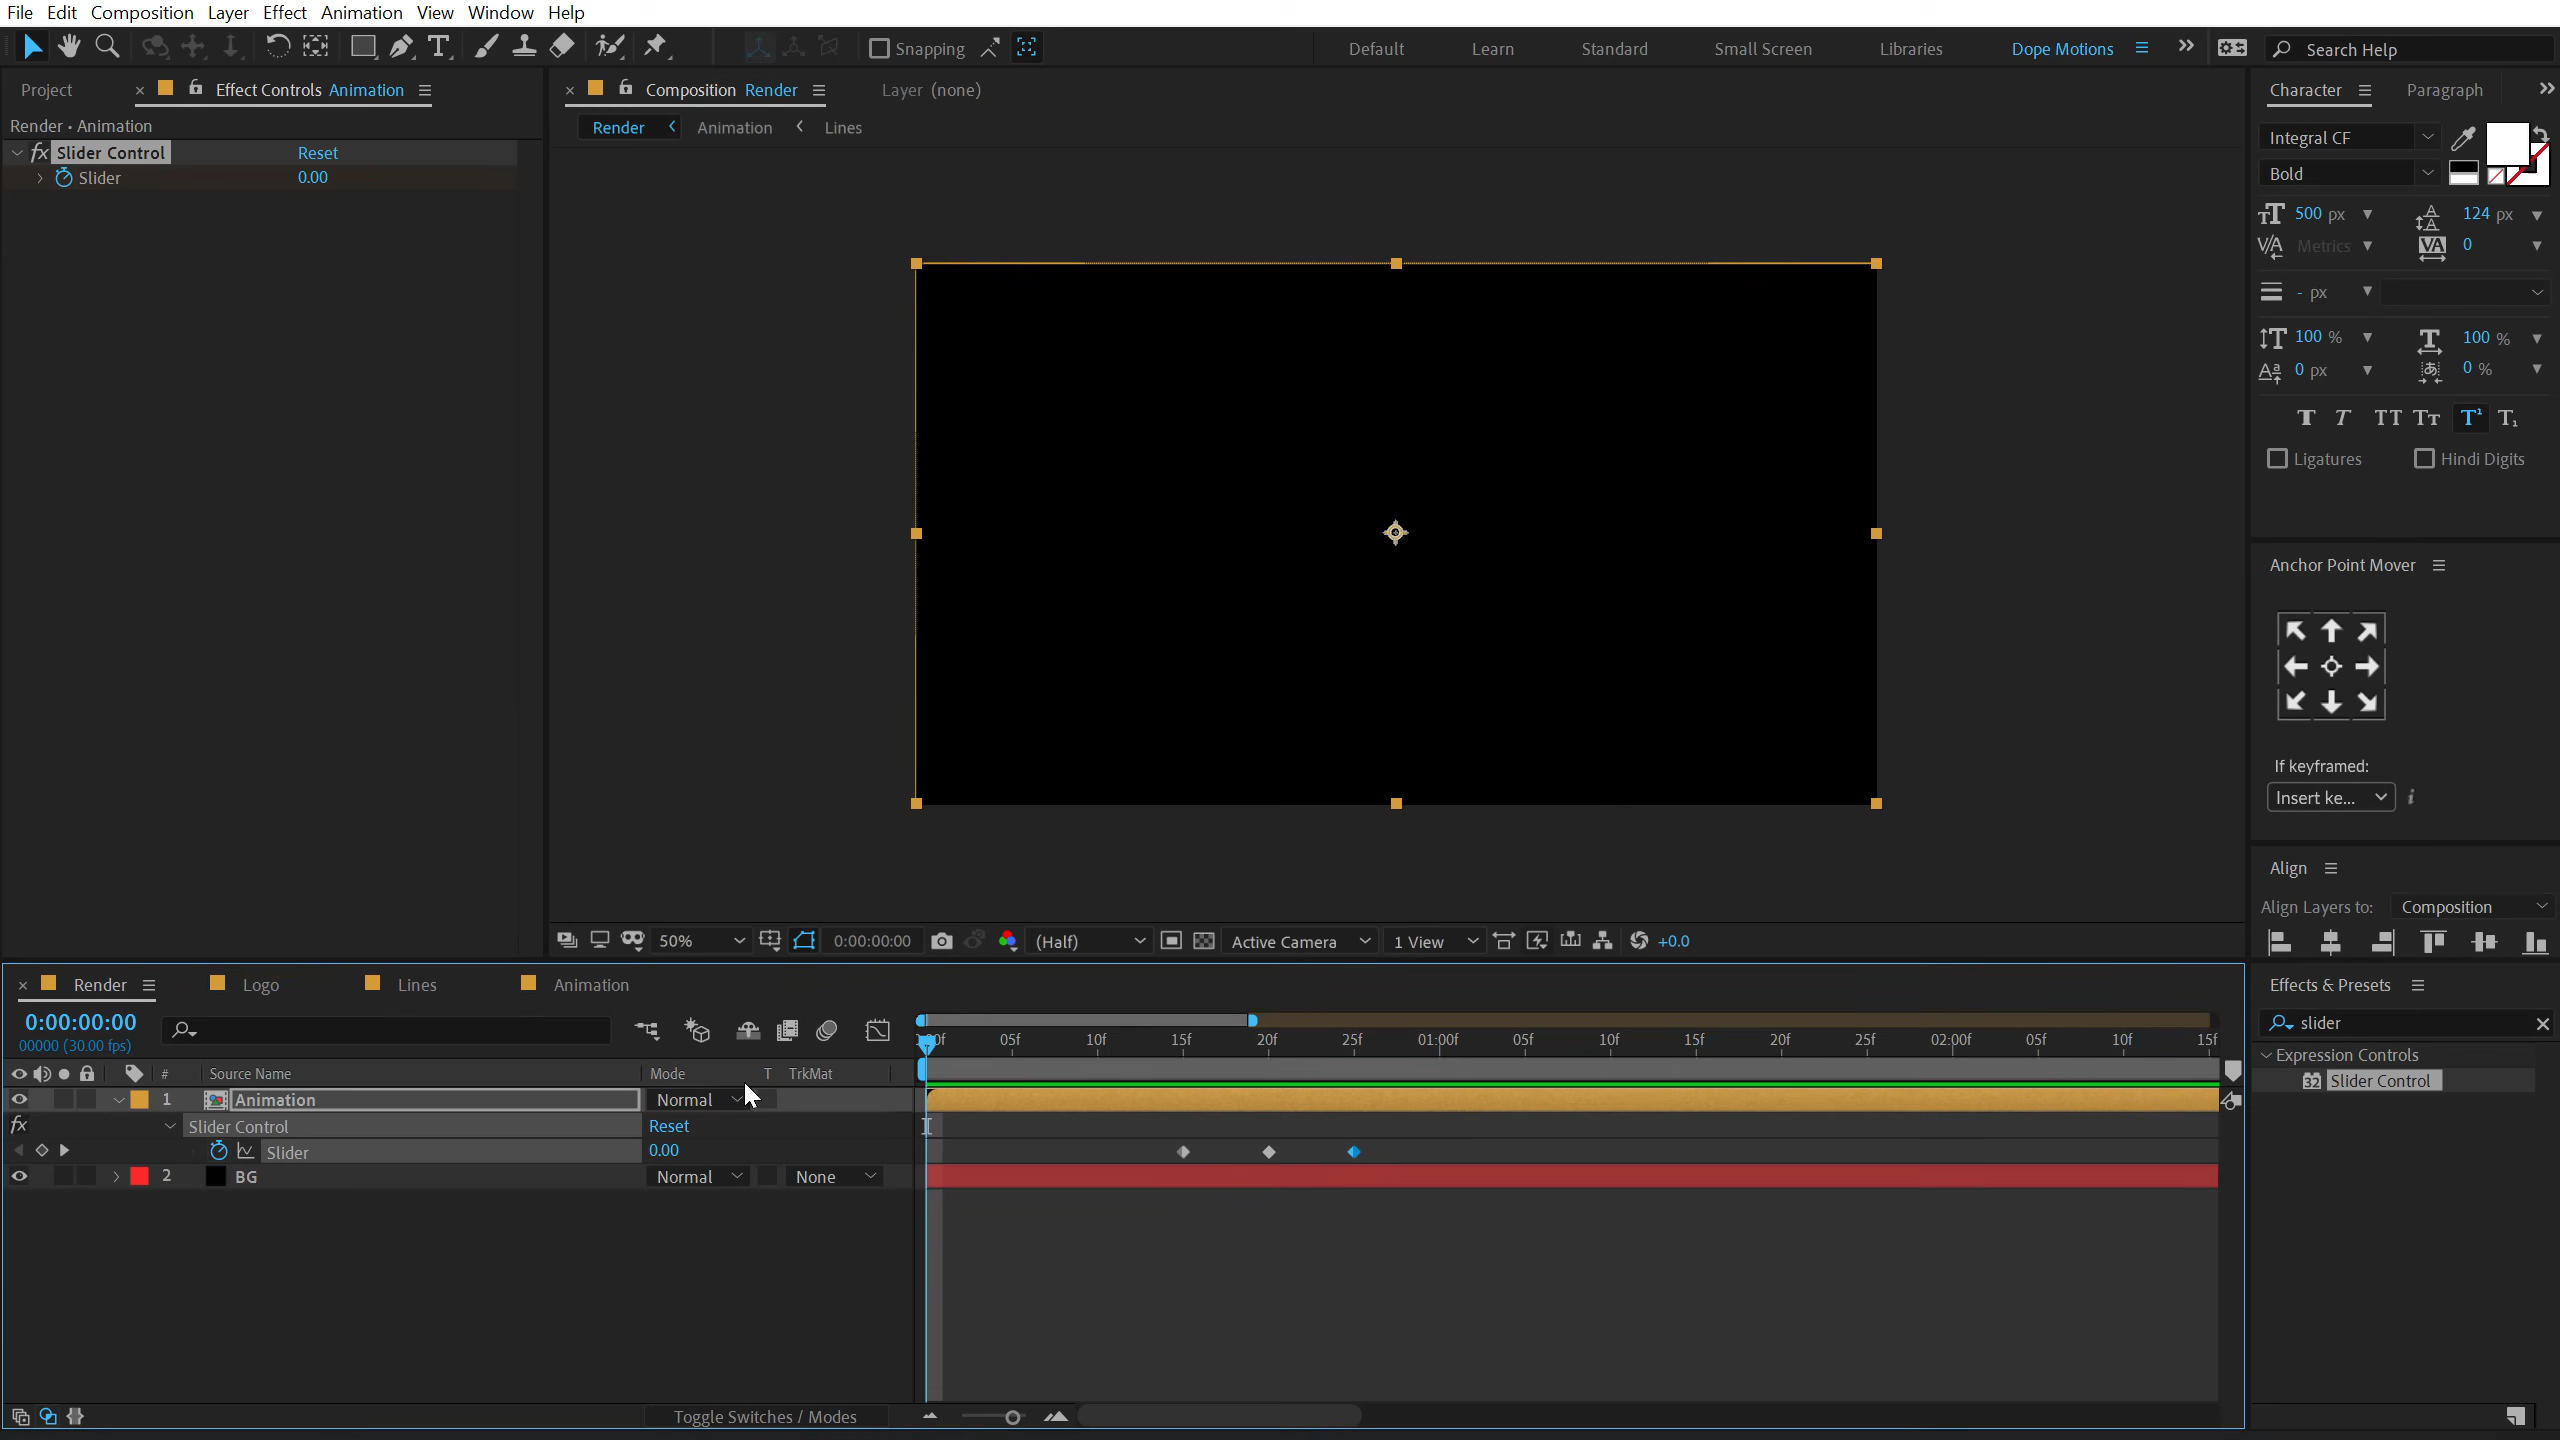 File Edit Composition Layer Effect Animation View Window Help
Snapping
Default Learn Standard Small Screen Libraries Dope Motions Search Help
Project Effect Controls Animation
Render • Animation
fx Slider Control Reset
Slider 0.00
Composition Render Layer (none)
Render Animation Lines
Character Paragraph
Integral CF
Bold
500 px 124 px
Metrics 0
- px
100 % 100 %
0 px 0 %
Ligatures Hindi Digits
Anchor Point Mover
If keyframed:
Insert ke...
Align
Align Layers to: Composition
50% 0:00:00:00 (Half) Active Camera 1 View +0.0
Render Logo Lines Animation
0:00:00:00
00000 (30.00 fps)
05f 10f 15f 20f 25f 01:00f 05f 10f 15f 20f 25f 02:00f 05f 10f 15f
# Source Name Mode T TrkMat
1 Animation Normal
fx Slider Control Reset
Slider 0.00
2 BG Normal None
Toggle Switches / Modes
Effects & Presets
slider
Expression Controls
32 Slider Control